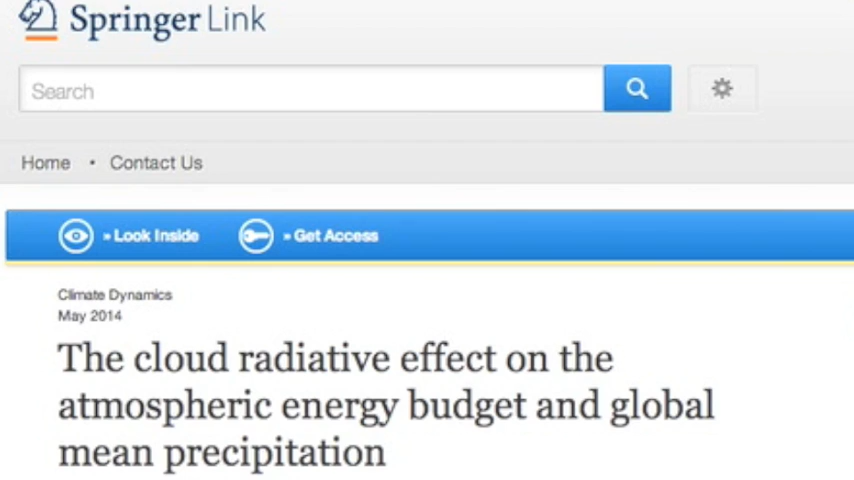 Springer Link
Search
Home • Contact Us
» Look Inside » Get Access
Climate Dynamics
May 2014
The cloud radiative effect on the
atmospheric energy budget and global
mean precipitation